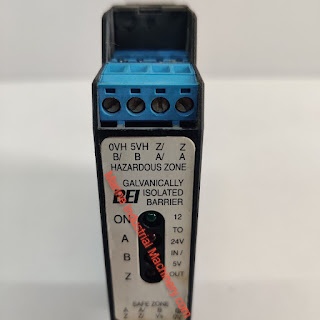 0VH 5VH Z/ Z
B/ B A/ A
HAZARDOUS ZONE
GALVANICALLY
BEI ISOLATED
BARRIER
ON 12
A TO
24V
B IN/
5V
Z OUT
SAFE ZONE